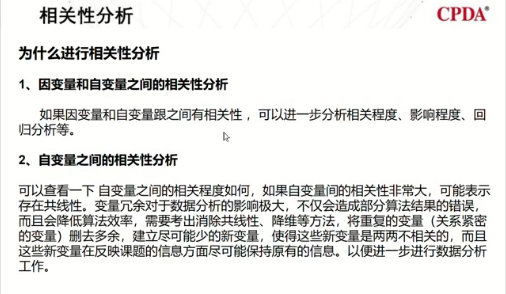 相关性分析
CPDA®
为什么进行相关性分析
1、因变量和自变量之间的相关性分析
如果因变量和自变量跟之间有相关性，可以进一步分析相关程度、影响程度、回
归分析等。
2、自变量之间的相关性分析
可以查看一下 自变量之间的相关程度如何，如果自变量间的相关性非常大，可能表示
存在共线性。变量冗余对于数据分析的影响极大，不仅会造成部分算法结果的错误，
而且会降低算法效率，需要考出消除共线性、降维等方法，将重复的变量（关系紧密
的变量）删去多余，建立尽可能少的新变量，使得这些新变量是两两不相关的，而且
这些新变量在反映课题的信息方面尽可能保持原有的信息。以便进一步进行数据分析
工作。